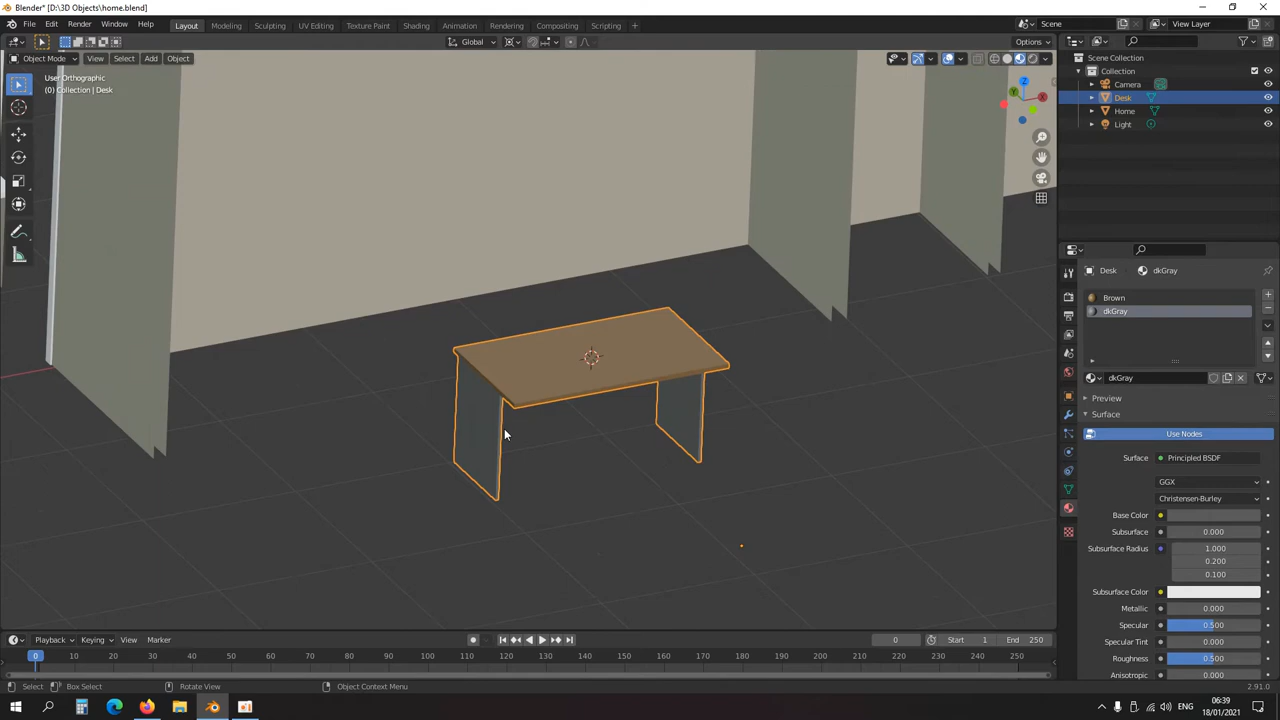 Blender* [D:\3D Objects\home.blend]
File Edit Render Window Help Layout Modeling Sculpting UV Editing Texture Paint Shading Animation Rendering Compositing Scripting + Scene View Layer
Global Options
Object Mode View Select Add Object
User Orthographic
(0) Collection | Desk
Z
Y X
Scene Collection
Collection
Camera
Desk
Home
Light
Desk dkGray
Brown
dkGray
dkGray
Preview
Surface
Use Nodes
Surface Principled BSDF
GGX
Christensen-Burley
Base Color
Subsurface 0.000
Subsurface Radius 1.000
0.200
0.100
Subsurface Color
Metallic 0.000
Specular 0.500
Specular Tint 0.000
Roughness 0.500
Anisotropic 0.000
Playback Keying View Marker 0 Start 1 End 250
0 10 20 30 40 50 60 70 80 90 100 110 120 130 140 150 160 170 180 190 200 210 220 230 240 250
Select Box Select Rotate View Object Context Menu 2.91.0
ENG 06:39
18/01/2021